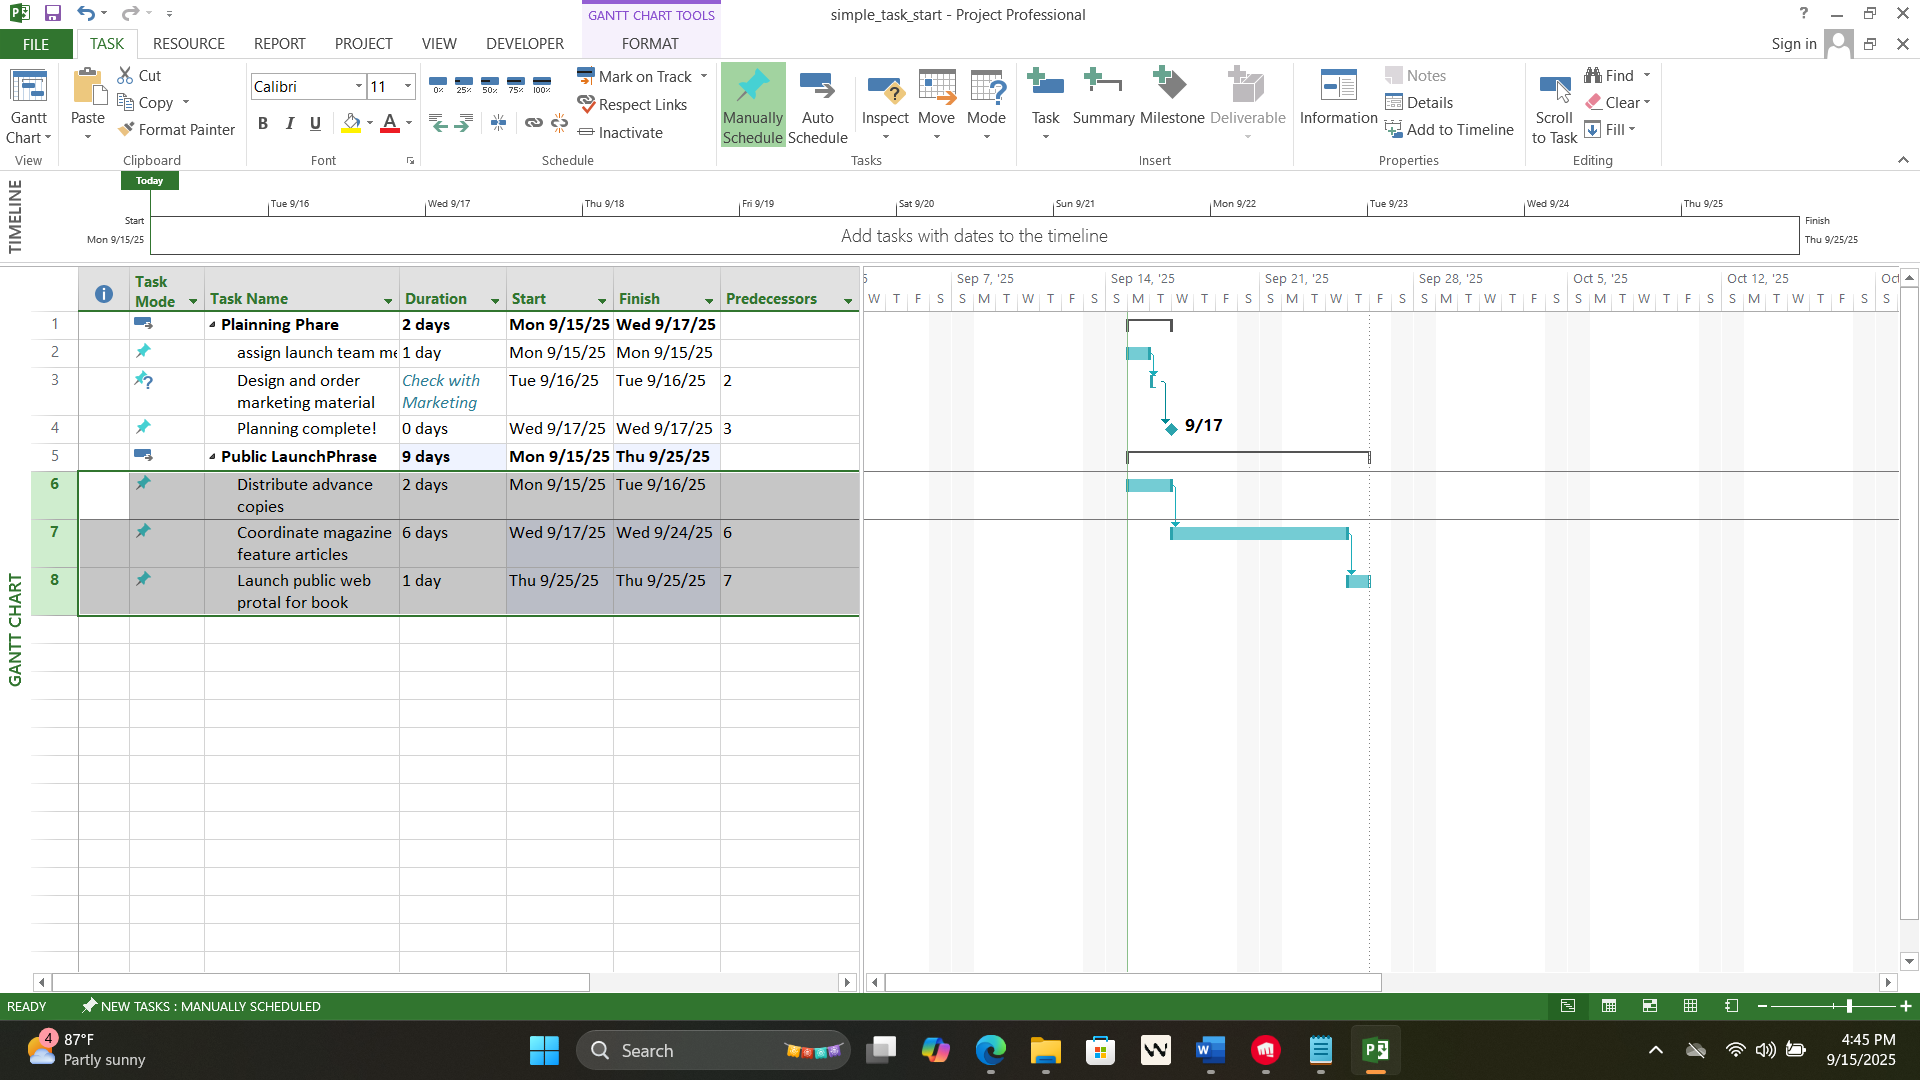 GANTT CHART TOOLS
simple_task_start - Project Professional
?
FILE
TASK
RESOURCE
REPORT
PROJECT
VIEW
DEVELOPER
FORMAT
Sign in
Gantt
Chart
View
Paste
Cut
Copy
Format Painter
Clipboard
Calibri
11
B I U
A
Font
0% 25% 50% 75% 100%
Mark on Track
Respect Links
Inactivate
Schedule
Manually
Schedule
Auto
Schedule
Inspect
Move
Mode
Tasks
Task
Summary
Milestone
Deliverable
Insert
Information
Notes
Details
Add to Timeline
Properties
Scroll
to Task
Find
Clear
Fill
Editing
TIMELINE
Today
Start
Mon 9/15/25
Tue 9/16
Wed 9/17
Thu 9/18
Fri 9/19
Sat 9/20
Sun 9/21
Mon 9/22
Tue 9/23
Wed 9/24
Thu 9/25
Add tasks with dates to the timeline
Finish
Thu 9/25/25
GANTT CHART
Task
Mode
Task Name
Duration
Start
Finish
Predecessors
1 Plainning Phare 2 days Mon 9/15/25 Wed 9/17/25
2 assign launch team me 1 day Mon 9/15/25 Mon 9/15/25
3 Design and order Check with Tue 9/16/25 Tue 9/16/25 2
marketing material Marketing
4 Planning complete! 0 days Wed 9/17/25 Wed 9/17/25 3
5 Public LaunchPhrase 9 days Mon 9/15/25 Thu 9/25/25
6 Distribute advance 2 days Mon 9/15/25 Tue 9/16/25
copies
7 Coordinate magazine 6 days Wed 9/17/25 Wed 9/24/25 6
feature articles
8 Launch public web 1 day Thu 9/25/25 Thu 9/25/25 7
protal for book
5 Sep 7, '25 Sep 14, '25 Sep 21, '25 Sep 28, '25 Oct 5, '25 Oct 12, '25 Oct
W T F S S M T W T F S S M T W T F S S M T W T F S S M T W T F S S M T W T F S S M T W T F S S
9/17
READY
NEW TASKS : MANUALLY SCHEDULED
4
87°F
Partly sunny
Search
4:45 PM
9/15/2025